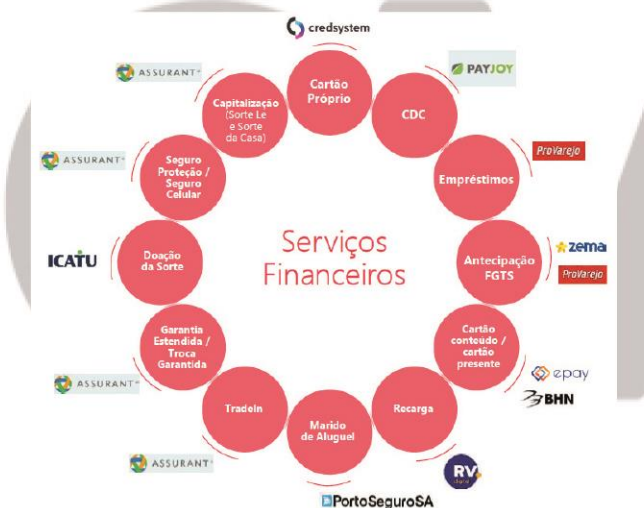 credsystem
Cartão
Próprio
PAYJOY
CDC
ProVarejo
Empréstimos
zema
ProVarejo
Antecipação
FGTS
Cartão
conteúdo /
cartão
presente
epay
BHN
Recarga
RV
Marido
de Aluguel
PortoSeguroSA
TradeIn
ASSURANT
Garantia
Estendida /
Troca
Garantida
ASSURANT
Doação
da Sorte
ICATU
Seguro
Proteção /
Seguro
Celular
ASSURANT
Capitalização
(Sorte Le
e Sorte
da Casa)
ASSURANT
Serviços
Financeiros